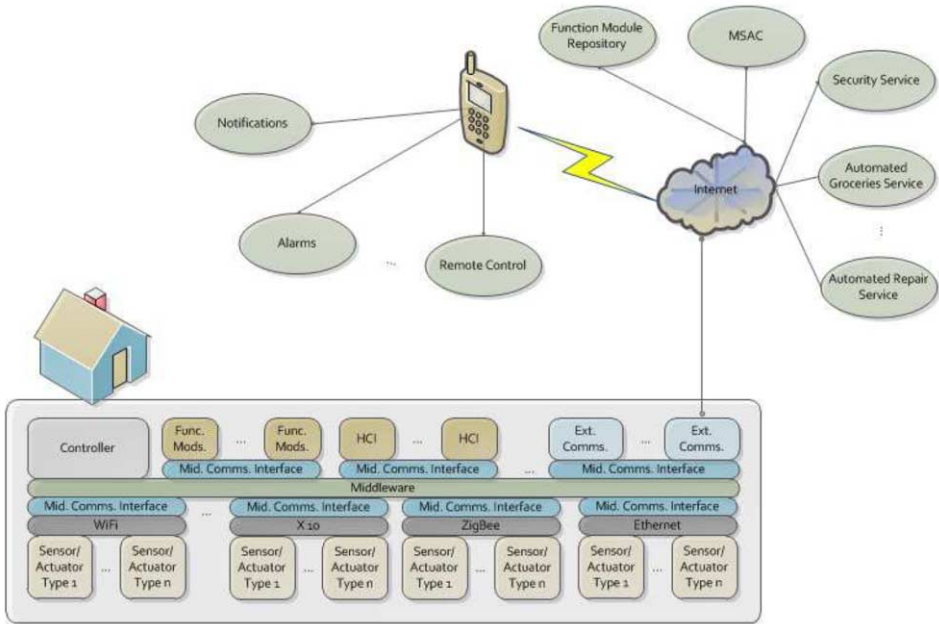 Function Module
Repository
MSAC
Security Service
Notifications
Automated
Groceries Service
Internet
...
Alarms
...
Remote Control
Automated Repair
Service
Controller
Func.
Mods.
...
Func.
Mods.
HCI
...
HCI
Ext.
Comms.
...
Ext.
Comms.
Mid. Comms. Interface
Mid. Comms. Interface
...
Mid. Comms. Interface
Middleware
Mid. Comms. Interface
...
Mid. Comms. Interface
Mid. Comms. Interface
Mid. Comms. Interface
WiFi
X 10
ZigBee
Ethernet
Sensor/
Actuator
Type 1
...
Sensor/
Actuator
Type n
Sensor/
Actuator
Type 1
...
Sensor/
Actuator
Type n
Sensor/
Actuator
Type 1
...
Sensor/
Actuator
Type n
Sensor/
Actuator
Type 1
...
Sensor/
Actuator
Type n